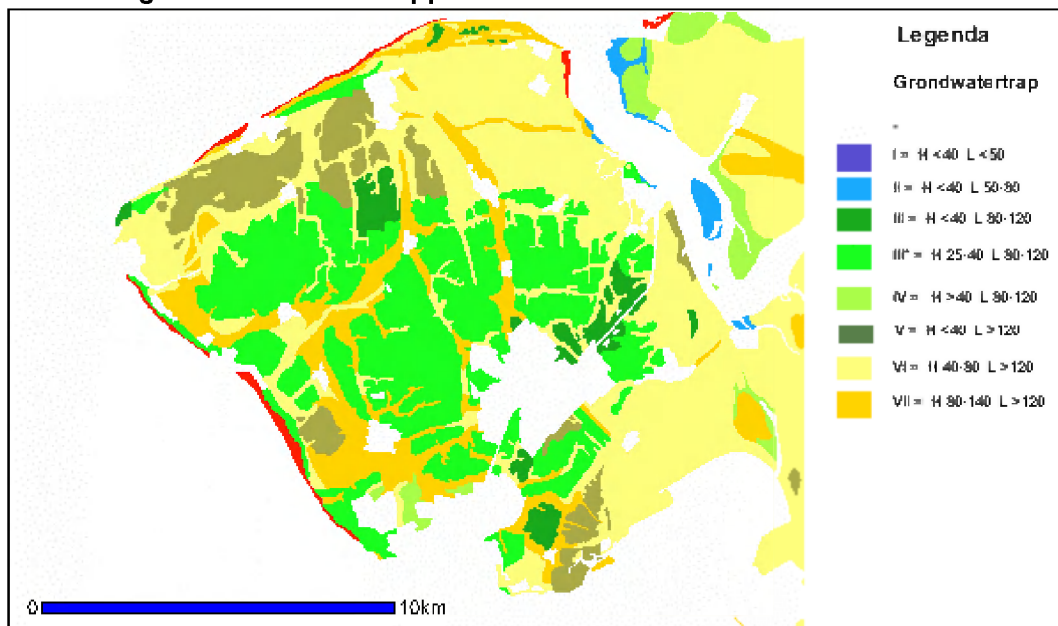 Legenda
Grondwatertrap
-
I = H <40 L <50
II = H <40 L 50-80
III = H <40 L 80-120
III* = H 25-40 L 80-120
IV = H >40 L 80-120
V = H <40 L >120
VI = H 40-80 L >120
VII = H 80-140 L >120
0 10km